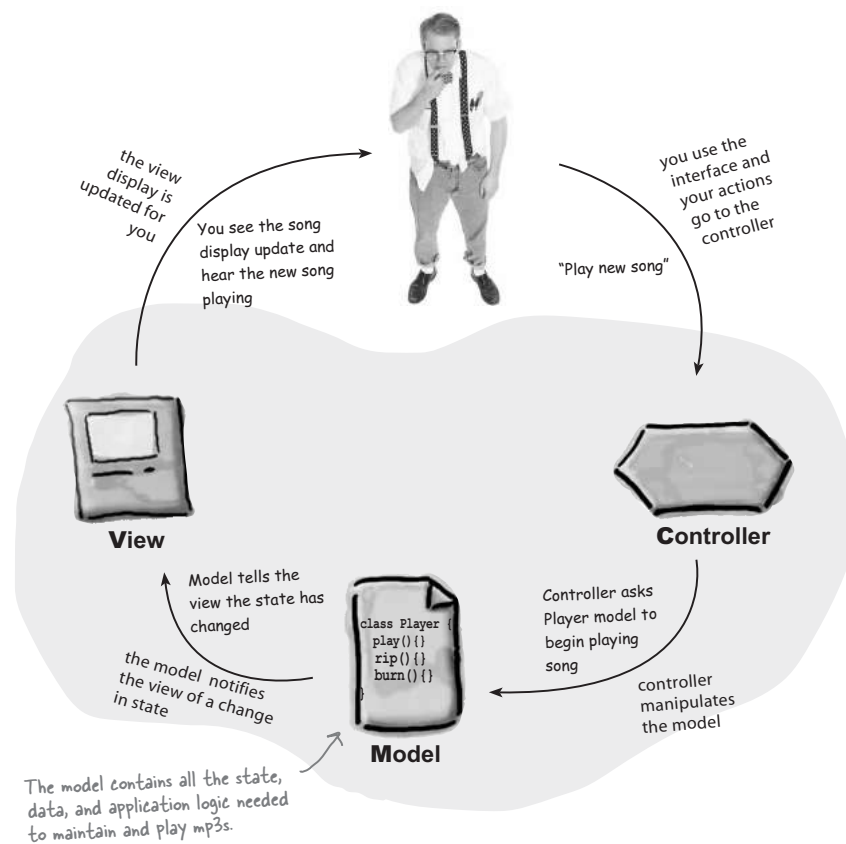 the view
display is
updated for
you
You see the song
display update and
hear the new song
playing
you use the
interface and
your actions
go to the
controller
"Play new song"
View
Controller
Model tells the
view the state has
changed
the model notifies
the view of a change
in state
class Player {
play(){}
rip(){}
burn(){}
}
Model
Controller asks
Player model to
begin playing
song
controller
manipulates
the model
The model contains all the state,
data, and application logic needed
to maintain and play mp3s.